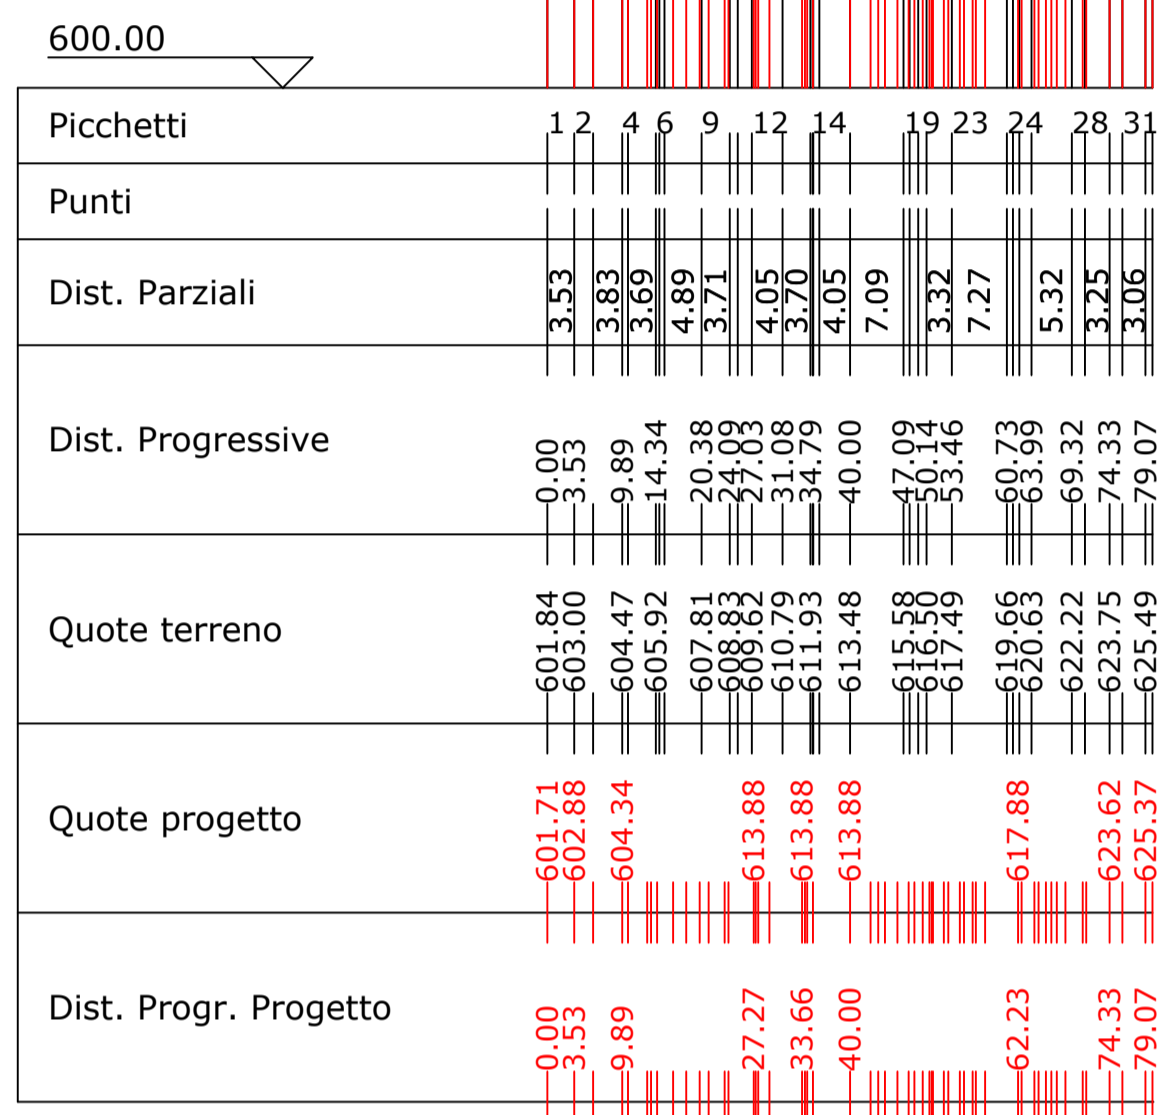 600.00
Picchetti 1 2 4 6 9 12 14 19 23 24 28 31
Punti
Dist. Parziali 3.53 3.83 3.69 4.89 3.71 4.05 3.70 4.05 7.09 3.32 7.27 5.32 3.25 3.06
Dist. Progressive 0.00 3.53 9.89 14.34 20.38 24.09 27.03 31.08 34.79 40.00 47.09 50.14 53.46 60.73 63.99 69.32 74.33 79.07
Quote terreno 601.84 603.00 604.47 605.92 607.81 608.83 609.62 610.79 611.93 613.48 615.58 616.50 617.49 619.66 620.63 622.22 623.75 625.49
Quote progetto 601.71 602.88 604.34 613.88 613.88 613.88 617.88 623.62 625.37
Dist. Progr. Progetto 0.00 3.53 9.89 27.27 33.66 40.00 62.23 74.33 79.07